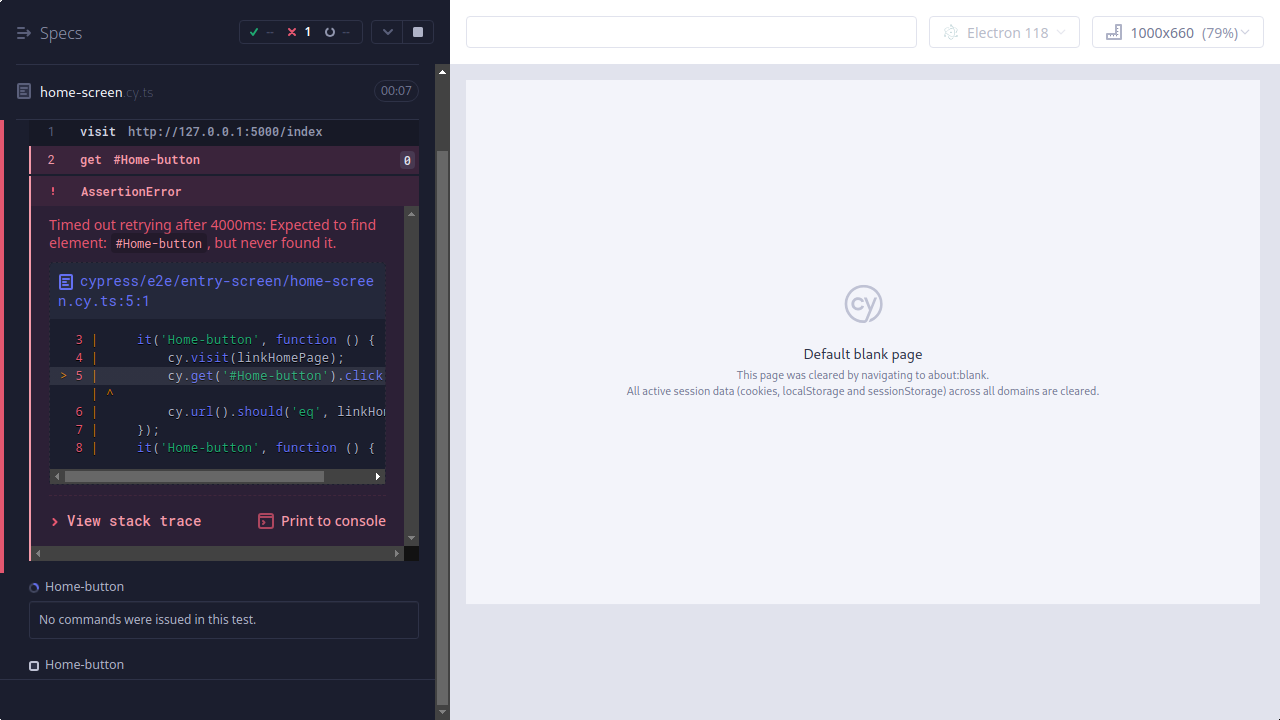 Specs
-- 1 --
home-screen.cy.ts 00:07
1 visit http://127.0.0.1:5000/index
2 get #Home-button 0
! AssertionError
Timed out retrying after 4000ms: Expected to find
element: #Home-button, but never found it.
cypress/e2e/entry-screen/home-scree
n.cy.ts:5:1
3 | it('Home-button', function () {
4 | cy.visit(linkHomePage);
> 5 | cy.get('#Home-button').click
| ^
6 | cy.url().should('eq', linkHom
7 | });
8 | it('Home-button', function () {
View stack trace
Print to console
Home-button
No commands were issued in this test.
Home-button
Electron 118
1000x660 (79%)
cy
Default blank page
This page was cleared by navigating to about:blank.
All active session data (cookies, localStorage and sessionStorage) across all domains are cleared.